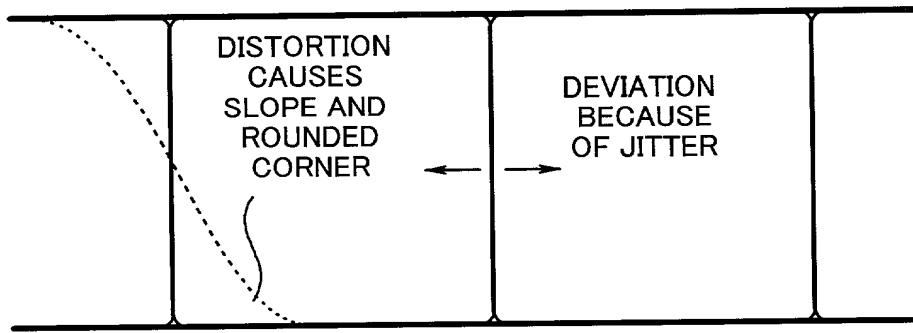 DISTORTION
CAUSES
SLOPE AND
ROUNDED
CORNER
DEVIATION
BECAUSE
OF JITTER